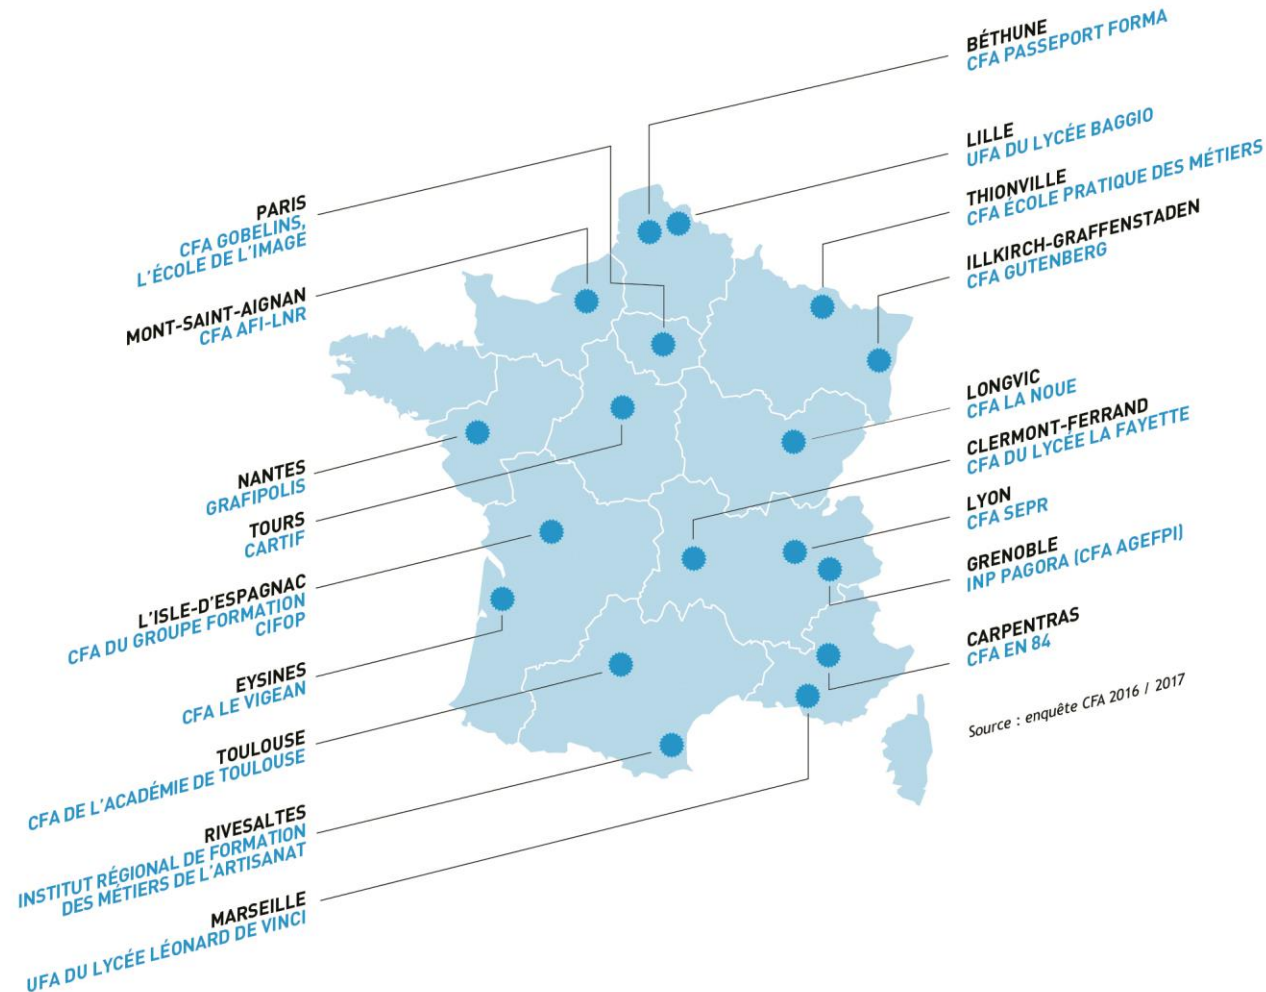 PARIS
CFA GOBELINS,
L'ÉCOLE DE L'IMAGE
MONT-SAINT-AIGNAN
CFA AFI-LNR
NANTES
GRAFIPOLIS
TOURS
CARTIF
L'ISLE-D'ESPAGNAC
CFA DU GROUPE FORMATION
CIFOP
EYSINES
CFA LE VIGEAN
TOULOUSE
CFA DE L'ACADÉMIE DE TOULOUSE
RIVESALTES
INSTITUT RÉGIONAL DE FORMATION
DES MÉTIERS DE L'ARTISANAT
MARSEILLE
UFA DU LYCÉE LÉONARD DE VINCI
BÉTHUNE
CFA PASSEPORT FORMA
LILLE
UFA DU LYCÉE BAGGIO
THIONVILLE
CFA ÉCOLE PRATIQUE DES MÉTIERS
ILLKIRCH-GRAFFENSTADEN
CFA GUTENBERG
LONGVIC
CFA LA NOUE
CLERMONT-FERRAND
CFA DU LYCÉE LA FAYETTE
LYON
CFA SEPR
GRENOBLE
INP PAGORA (CFA AGEFPI)
CARPENTRAS
CFA EN 84
Source : enquête CFA 2016 / 2017